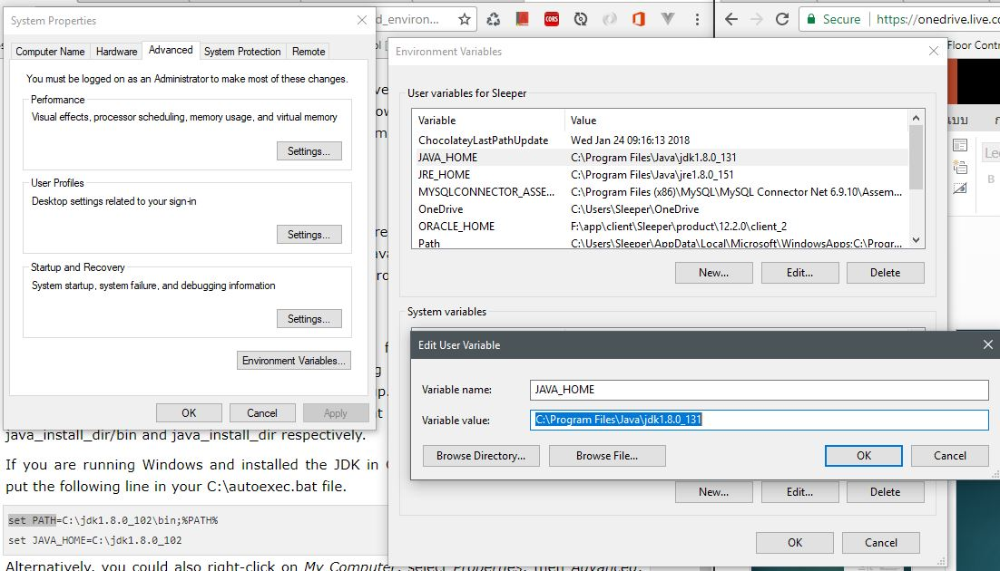 System Properties
Computer Name
Hardware
Advanced
System Protection
Remote
You must be logged on as an Administrator to make most of these changes.
Performance
Visual effects, processor scheduling, memory usage, and virtual memory
Settings...
User Profiles
Desktop settings related to your sign-in
Settings...
Startup and Recovery
System startup, system failure, and debugging information
Settings...
Environment Variables...
OK
Cancel
Apply
d_environ...
CORS
Secure
https://onedrive.live.co
Floor Contr
แบบ
B
Environment Variables
User variables for Sleeper
Variable Value
ChocolateyLastPathUpdate Wed Jan 24 09:16:13 2018
JAVA_HOME C:\Program Files\Java\jdk1.8.0_131
JRE_HOME C:\Program Files\Java\jre1.8.0_151
MYSQLCONNECTOR_ASSE... C:\Program Files (x86)\MySQL\MySQL Connector Net 6.9.10\Assem...
OneDrive C:\Users\Sleeper\OneDrive
ORACLE_HOME F:\app\client\Sleeper\product\12.2.0\client_2
Path C:\Users\Sleeper\AppData\Local\Microsoft\WindowsApps;C:\Progr...
New...
Edit...
Delete
System variables
Edit User Variable
Variable name: JAVA_HOME
Variable value: C:\Program Files\Java\jdk1.8.0_131
Browse Directory...
Browse File...
OK
Cancel
New...
Edit...
Delete
OK
Cancel
java_install_dir/bin and java_install_dir respectively.
If you are running Windows and installed the JDK in C
put the following line in your C:\autoexec.bat file.
set PATH=C:\jdk1.8.0_102\bin;%PATH%
set JAVA_HOME=C:\jdk1.8.0_102
Alternatively, you could also right-click on My Computer, select Properties, then Advanced,